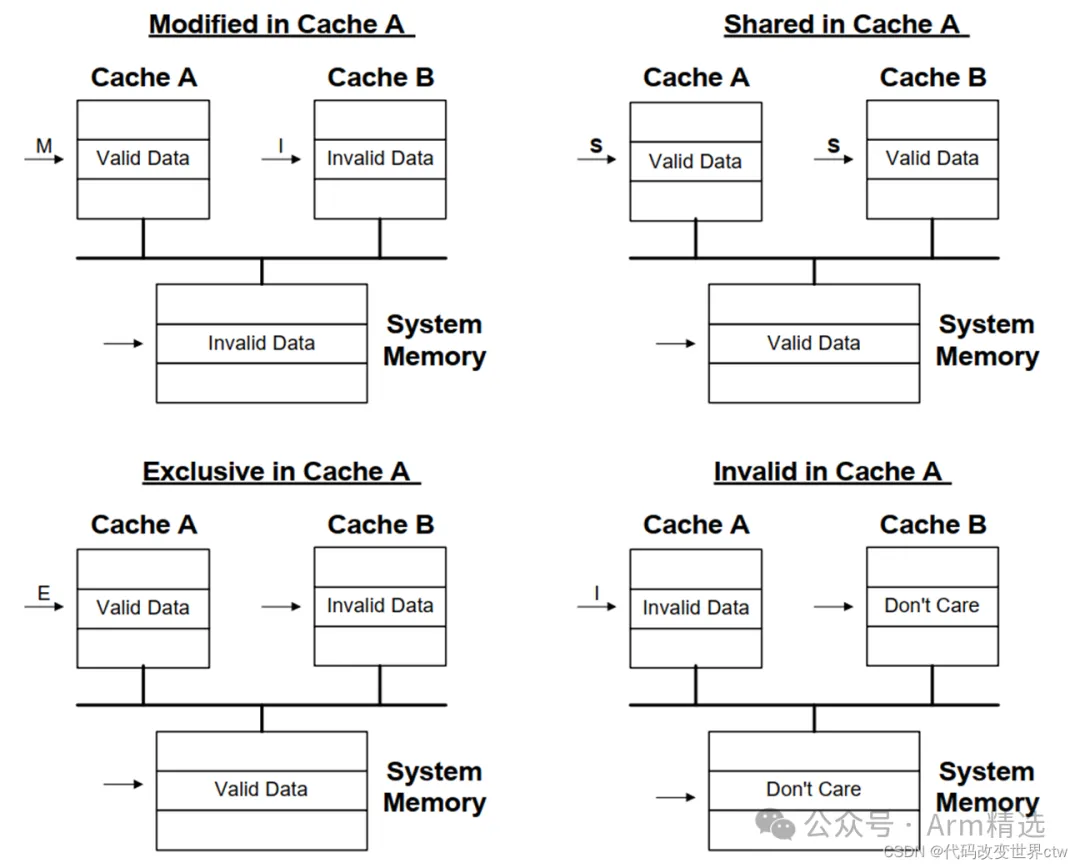 Modified in Cache A
Cache A
Cache B
M
Valid Data
I
Invalid Data
Invalid Data
System
Memory
Shared in Cache A
Cache A
Cache B
S
Valid Data
S
Valid Data
Valid Data
System
Memory
Exclusive in Cache A
Cache A
Cache B
E
Valid Data
Invalid Data
Valid Data
System
Memory
Invalid in Cache A
Cache A
Cache B
I
Invalid Data
Don't Care
Don't Care
System
Memory
公众号 · Arm精选
CSDN @代码改变世界ctw